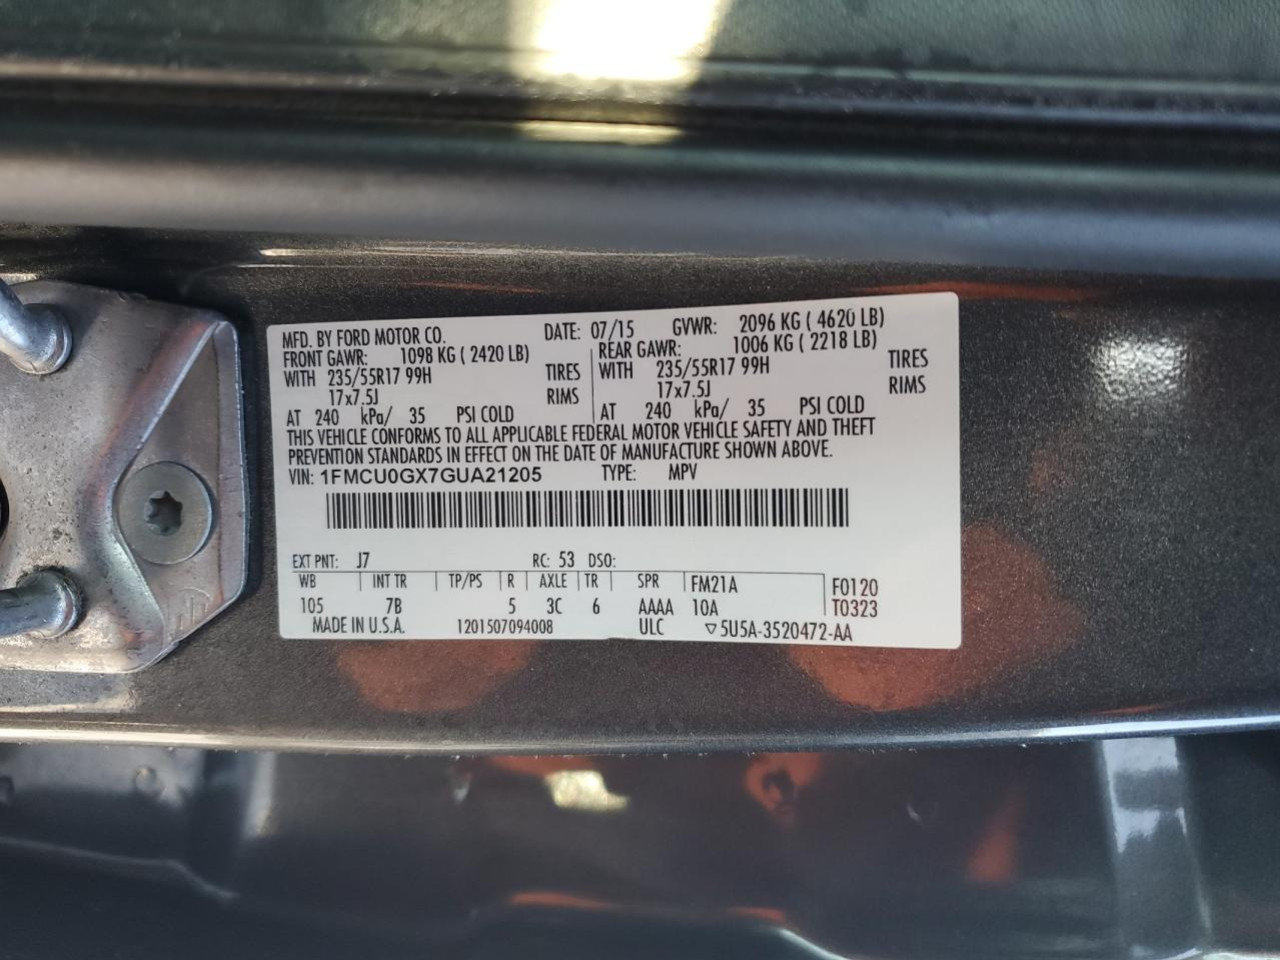 MFD. BY FORD MOTOR CO. DATE: 07/15 GVWR: 2096 KG ( 4620 LB)
FRONT GAWR: 1098 KG ( 2420 LB) REAR GAWR: 1006 KG ( 2218 LB)
WITH 235/55R17 99H TIRES WITH 235/55R17 99H TIRES
17x7.5J RIMS 17x7.5J RIMS
AT 240 kPa/ 35 PSI COLD AT 240 kPa/ 35 PSI COLD
THIS VEHICLE CONFORMS TO ALL APPLICABLE FEDERAL MOTOR VEHICLE SAFETY AND THEFT
PREVENTION STANDARDS IN EFFECT ON THE DATE OF MANUFACTURE SHOWN ABOVE.
VIN: 1FMCU0GX7GUA21205 TYPE: MPV
EXT PNT: J7 RC: 53 DSO:
WB INT TR TP/PS R AXLE TR SPR FM21A F0120
105 7B 5 3C 6 AAAA 10A T0323
MADE IN U.S.A. 1201507094008 ULC ▽5U5A-3520472-AA